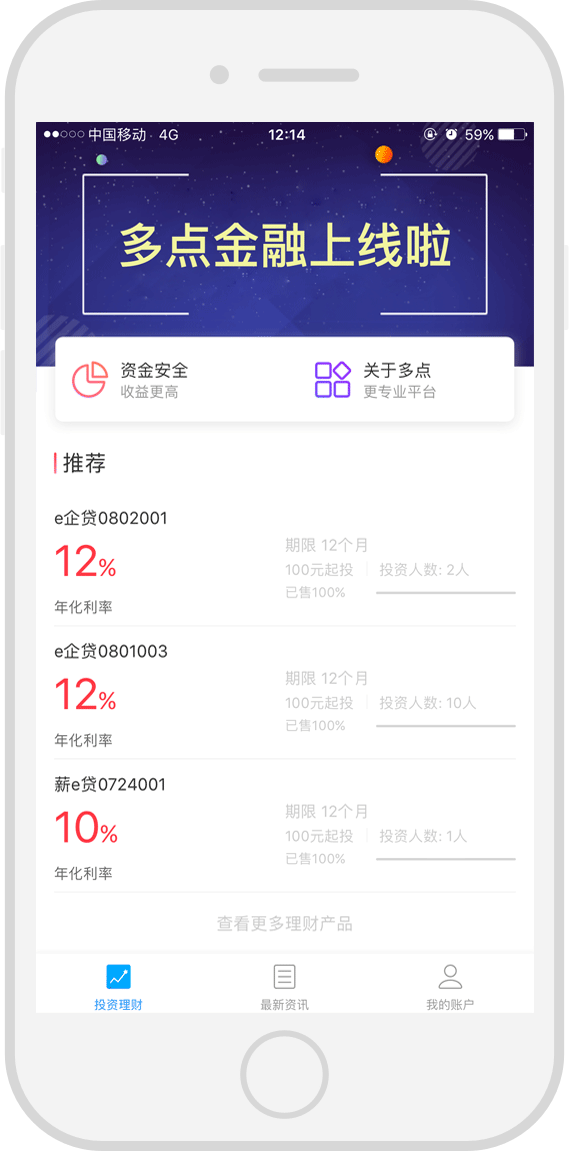 中国移动 4G 12:14 59%
多点金融上线啦
资金安全 关于多点
收益更高 更专业平台
推荐
e企贷0802001
12% 期限 12个月
100元起投 投资人数: 2人
已售100%
年化利率
e企贷0801003
12% 期限 12个月
100元起投 投资人数: 10人
已售100%
年化利率
薪e贷0724001
10% 期限 12个月
100元起投 投资人数: 1人
已售100%
年化利率
查看更多理财产品
投资理财 最新资讯 我的账户